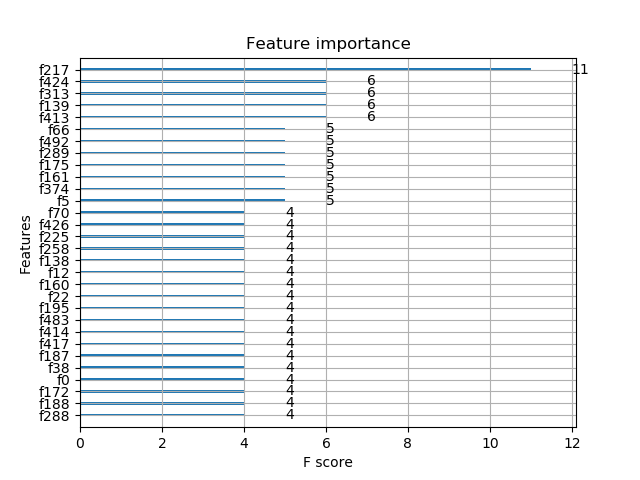 Feature importance
f217 11
f424 6
f313 6
f139 6
f413 6
f66 5
f492 5
f289 5
f175 5
f161 5
f374 5
f5 5
f70 4
f426 4
f225 4
f258 4
f138 4
f12 4
f160 4
f22 4
f195 4
f483 4
f414 4
f417 4
f187 4
f38 4
f0 4
f172 4
f188 4
f288 4
Features
0 2 4 6 8 10 12
F score